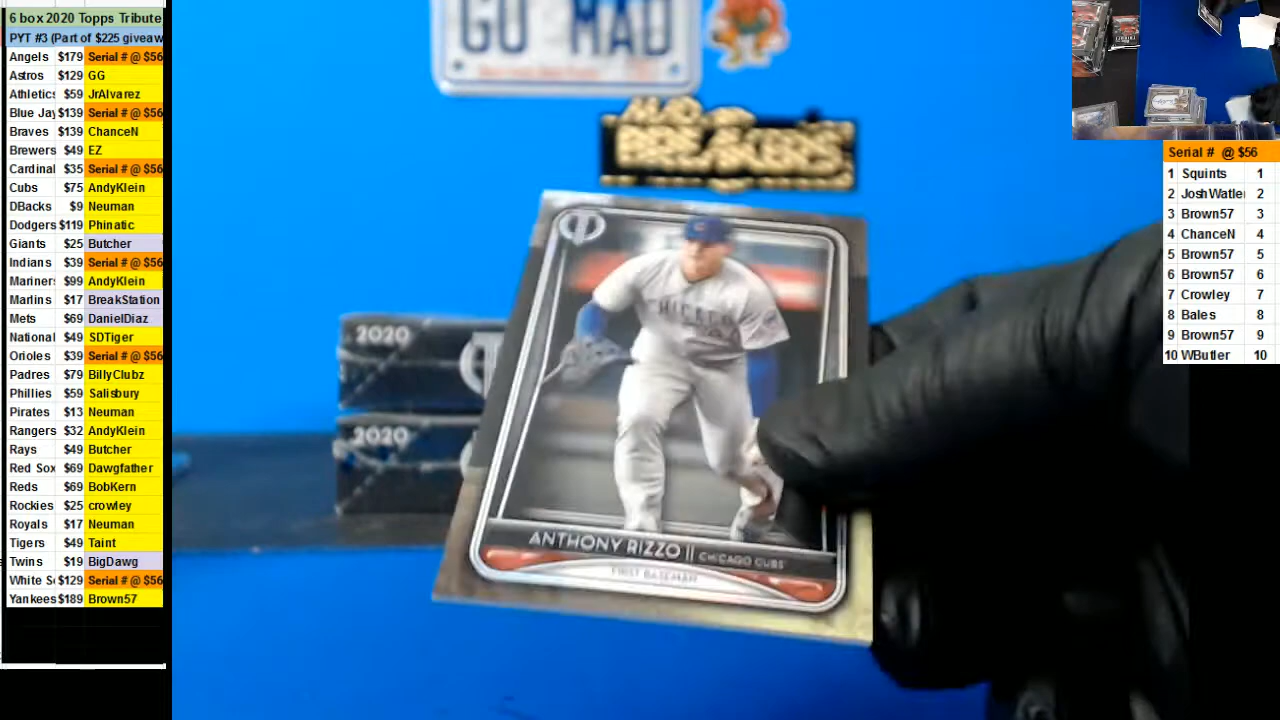 6 box 2020 Topps Tribute
PYT #3 (Part of $225 giveaw
Angels $179 Serial # @ $56
Astros $129 GG
Athletics $59 JrAlvarez
Blue Jay $139 Serial # @ $56
Braves $139 ChanceN
Brewers $49 EZ
Cardinal $35 Serial # @ $56
Cubs $75 AndyKlein
DBacks $9 Neuman
Dodgers $119 Phinatic
Giants $25 Butcher
Indians $39 Serial # @ $56
Mariners $99 AndyKlein
Marlins $17 BreakStation
Mets $69 DanielDiaz
National $49 SDTiger
Orioles $39 Serial # @ $56
Padres $79 BillyClubz
Phillies $59 Salisbury
Pirates $13 Neuman
Rangers $32 AndyKlein
Rays $49 Butcher
Red Sox $69 Dawgfather
Reds $69 BobKern
Rockies $25 crowley
Royals $17 Neuman
Tigers $49 Taint
Twins $19 BigDawg
White So $129 Serial # @ $56
Yankees $189 Brown57
GO MAD
2020
2020
CHICAGO
ANTHONY RIZZO || CHICAGO CUBS
FIRST BASEMAN
Serial # @ $56
1 Squints 1
2 JoshWatle 2
3 Brown57 3
4 ChanceN 4
5 Brown57 5
6 Brown57 6
7 Crowley 7
8 Bales 8
9 Brown57 9
10 WButler 10